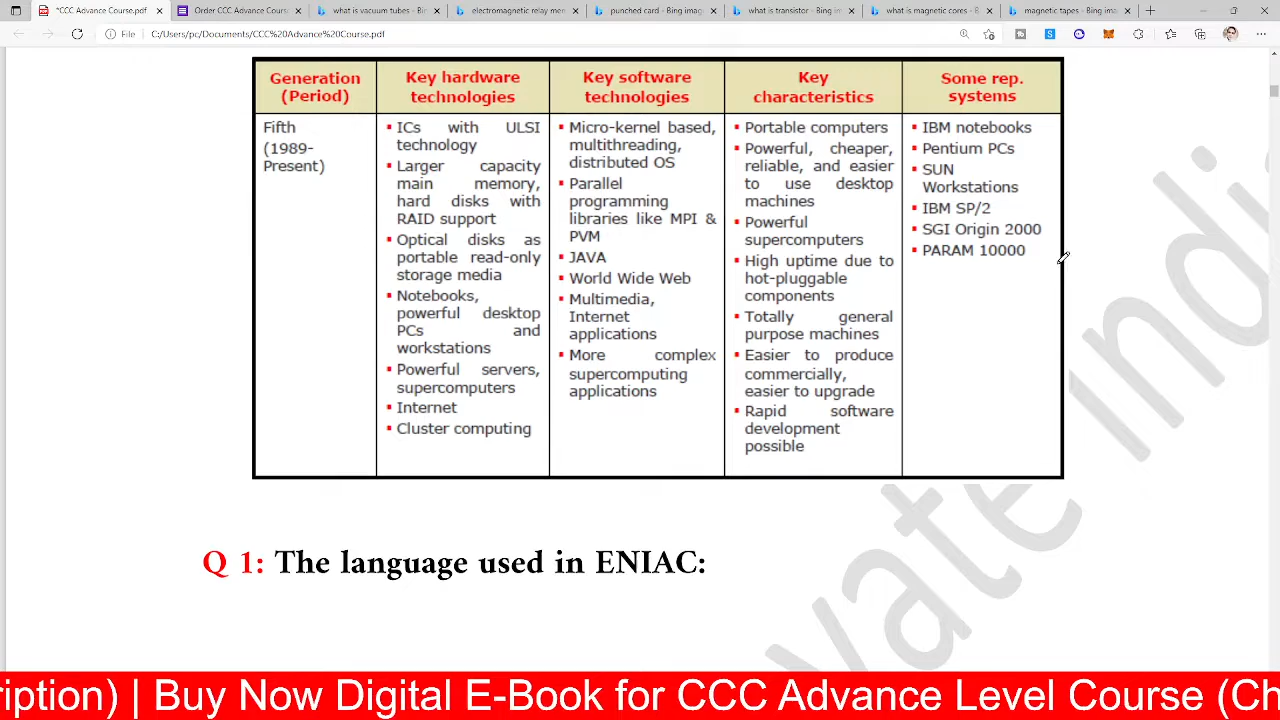 *CCC Advance Course.pdf
Order CCC Advance Course
what is vacuum tubes - Bing
electromagnetic relay mem
punched card - Bing images
what is transistor - Bing im
what is magnetic cores - B
magnetic tapes - Bing ima
File C:/Users/pc/Documents/CCC%20Advance%20Course.pdf
Generation
(Period)
Key hardware
technologies
Key software
technologies
Key
characteristics
Some rep.
systems
Fifth
(1989-
Present)
ICs with ULSI
technology
Larger capacity
main memory,
hard disks with
RAID support
Optical disks as
portable read-only
storage media
Notebooks,
powerful desktop
PCs and
workstations
Powerful servers,
supercomputers
Internet
Cluster computing
Micro-kernel based,
multithreading,
distributed OS
Parallel
programming
libraries like MPI &
PVM
JAVA
World Wide Web
Multimedia,
Internet
applications
More complex
supercomputing
applications
Portable computers
Powerful, cheaper,
reliable, and easier
to use desktop
machines
Powerful
supercomputers
High uptime due to
hot-pluggable
components
Totally general
purpose machines
Easier to produce
commercially,
easier to upgrade
Rapid software
development
possible
IBM notebooks
Pentium PCs
SUN
Workstations
IBM SP/2
SGI Origin 2000
PARAM 10000
Q 1: The language used in ENIAC:
ription) | Buy Now Digital E-Book for CCC Advance Level Course (Ch